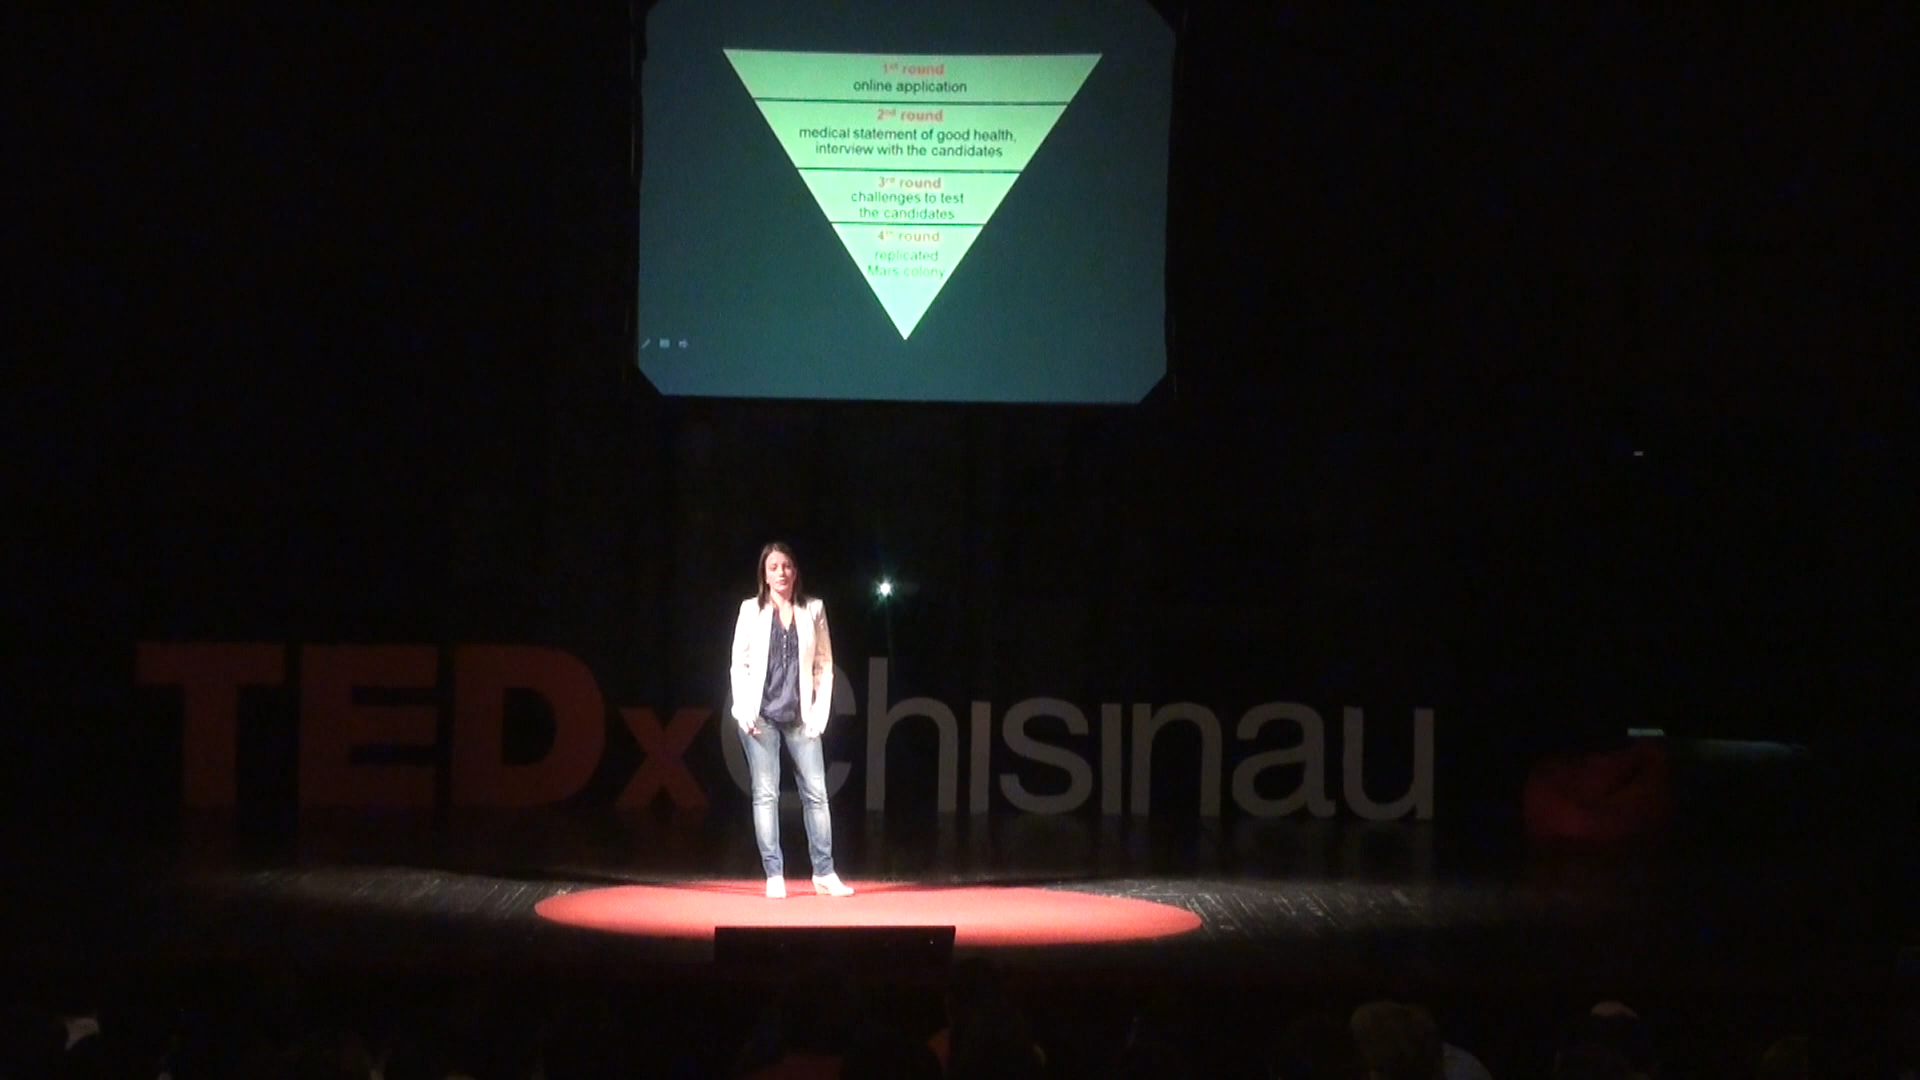 1st round
online application
2nd round
medical statement of good health,
interview with the candidates
3rd round
challenges to test
the candidates
4th round
replicated
Mars colony
TEDxChisinau